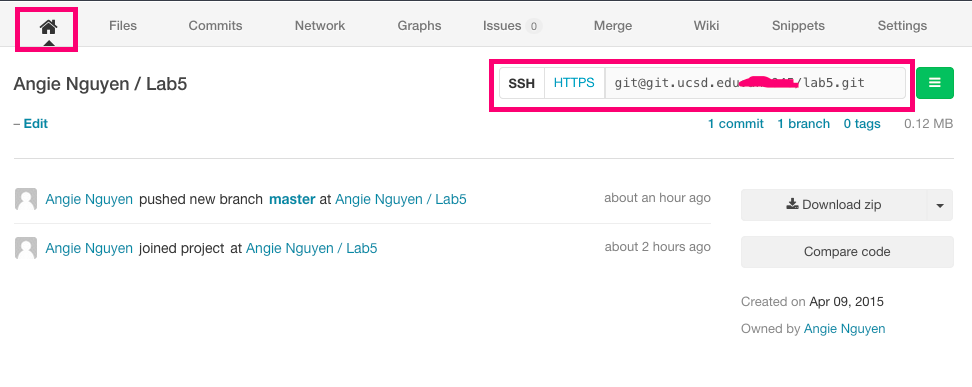 Files Commits Network Graphs Issues 0 Merge Wiki Snippets Settings
Angie Nguyen / Lab5
SSH HTTPS git@git.ucsd.edu /lab5.git
– Edit
1 commit 1 branch 0 tags 0.12 MB
Angie Nguyen pushed new branch master at Angie Nguyen / Lab5 about an hour ago
Download zip
Angie Nguyen joined project at Angie Nguyen / Lab5 about 2 hours ago
Compare code
Created on Apr 09, 2015
Owned by Angie Nguyen